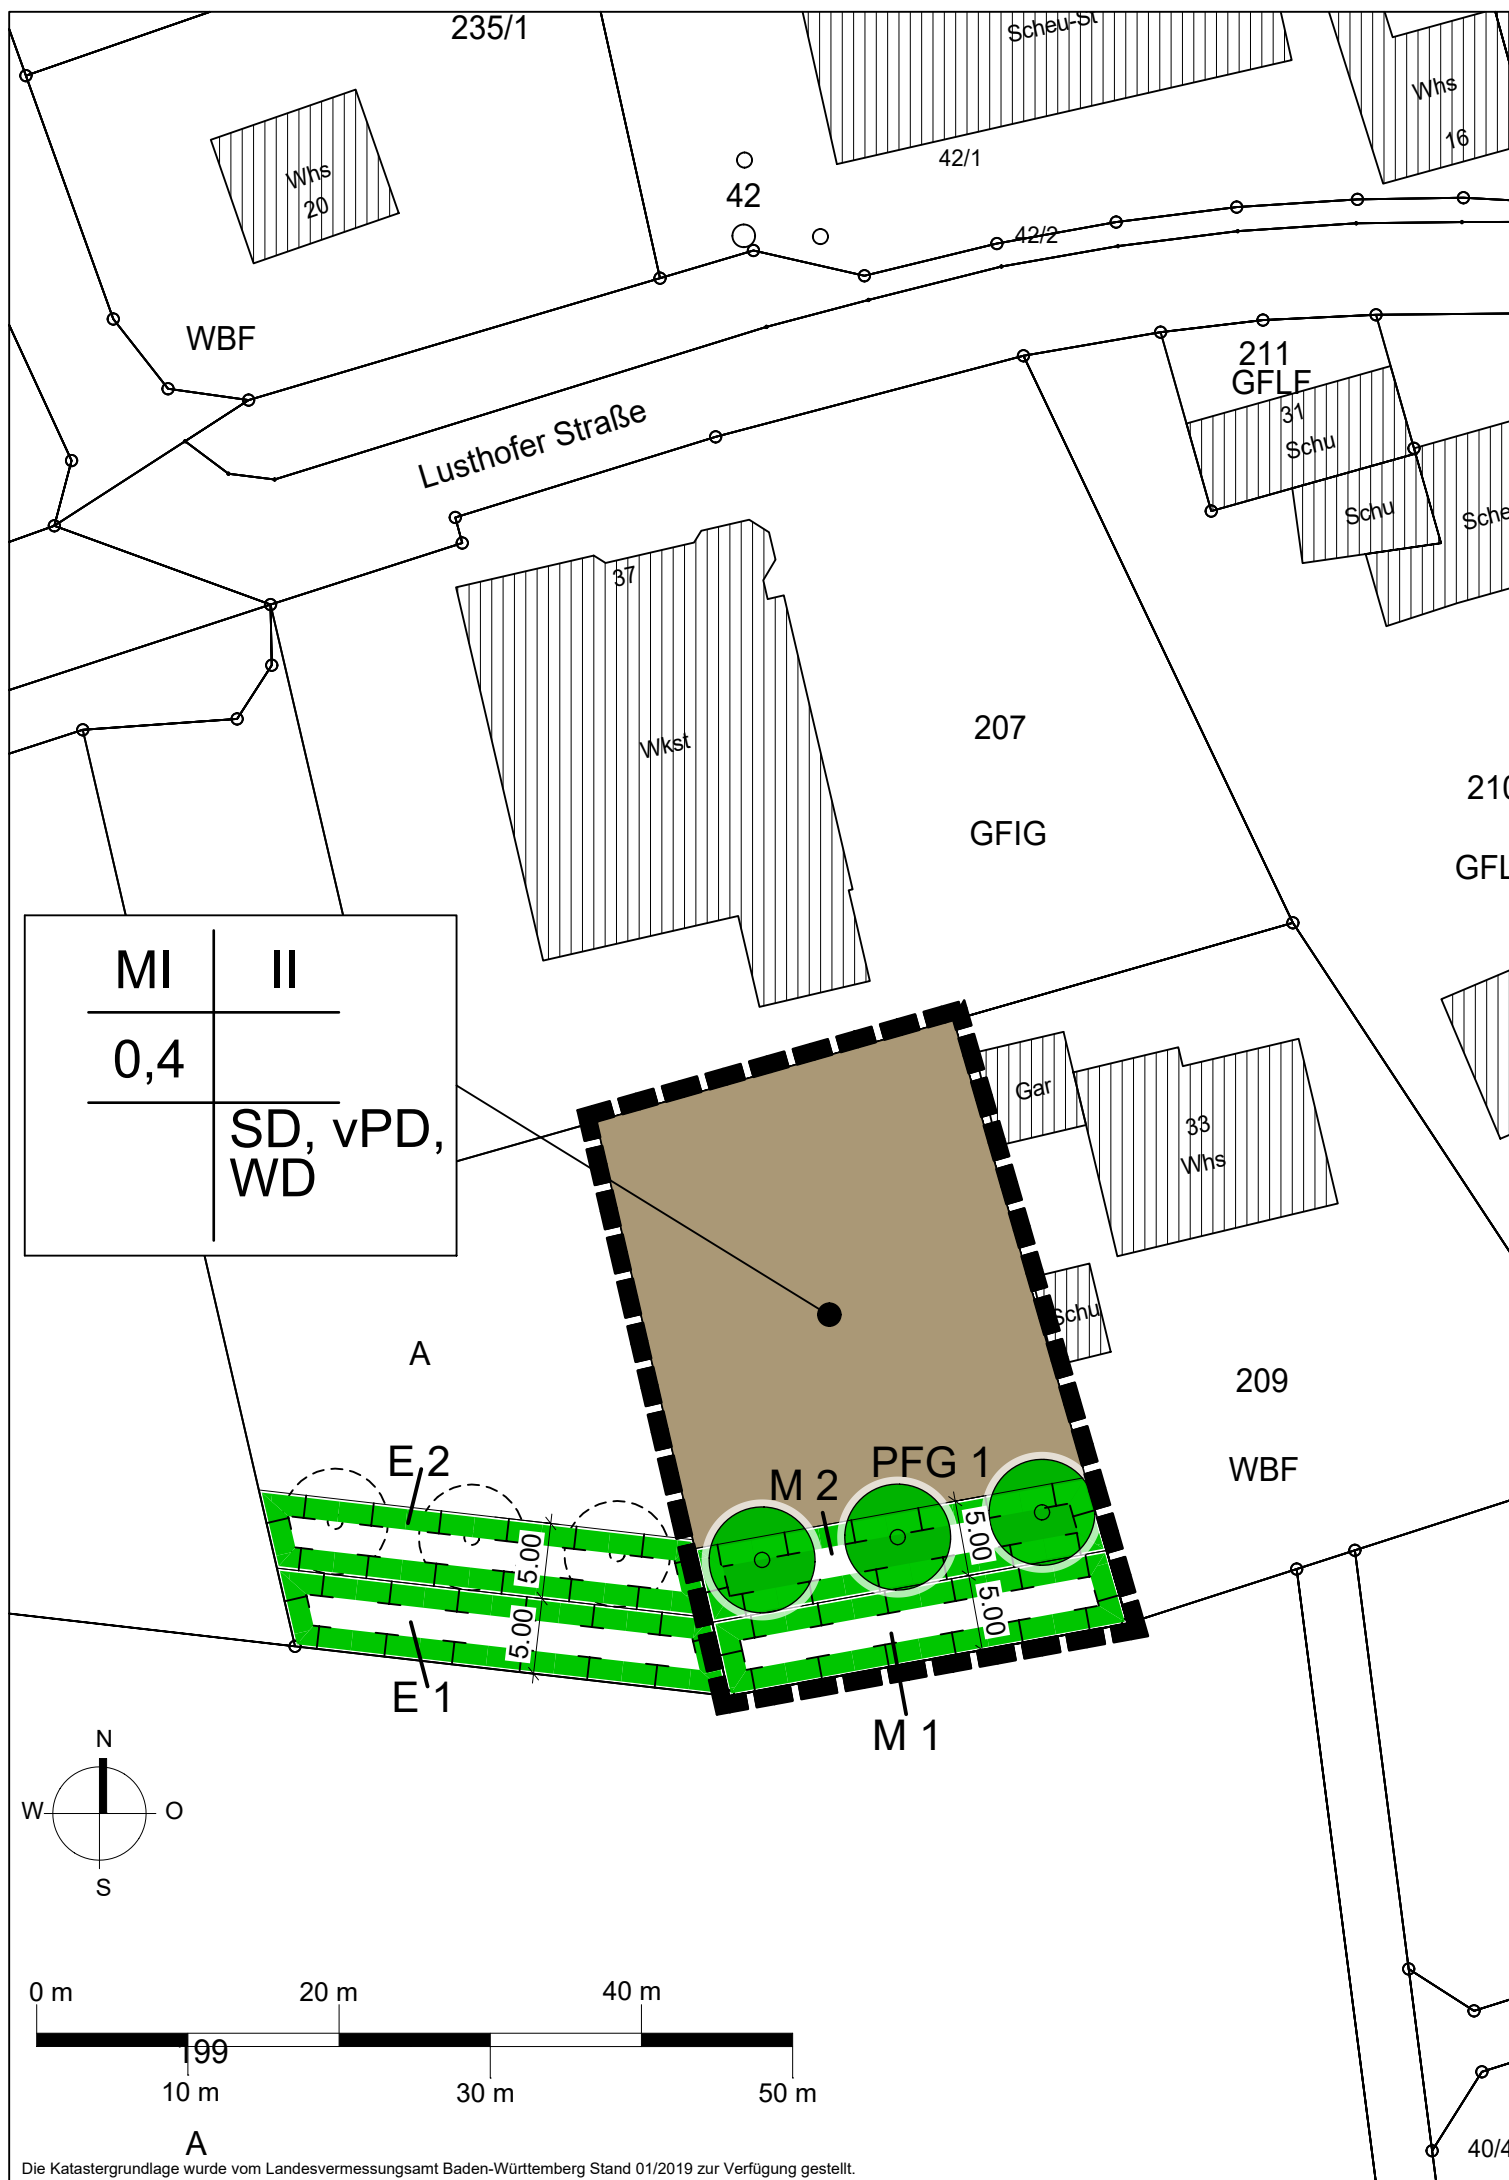 235/1
Scheu-St
Whs
16
Whs
20
42/1
42
42/2
WBF
211
GFLF
31
Schu
Lusthofer Straße
Schu
Sche
37
Wkst
207
210
GFIG
GFL
MI II
0,4
SD, vPD,
WD
Gar
33
Whs
Schu
A
209
E 2
PFG 1
M 2
WBF
5.00
5.00
5.00
5.00
E 1
M 1
N
W O
S
0 m 20 m 40 m
199
10 m 30 m 50 m
A
40/4
Die Katastergrundlage wurde vom Landesvermessungsamt Baden-Württemberg Stand 01/2019 zur Verfügung gestellt.